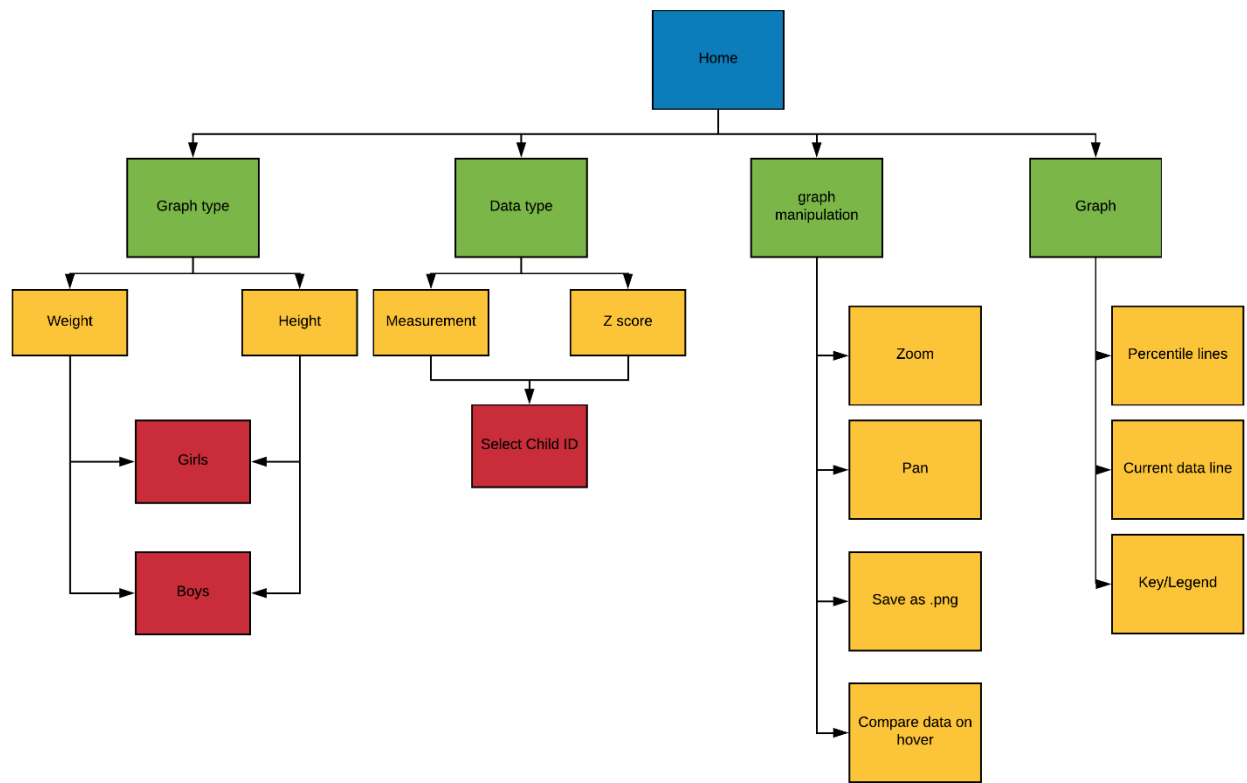 Home
Graph type
Data type
graph
manipulation
Graph
Weight
Height
Measurement
Z score
Zoom
Percentile lines
Select Child ID
Girls
Pan
Current data line
Boys
Save as .png
Key/Legend
Compare data on
hover